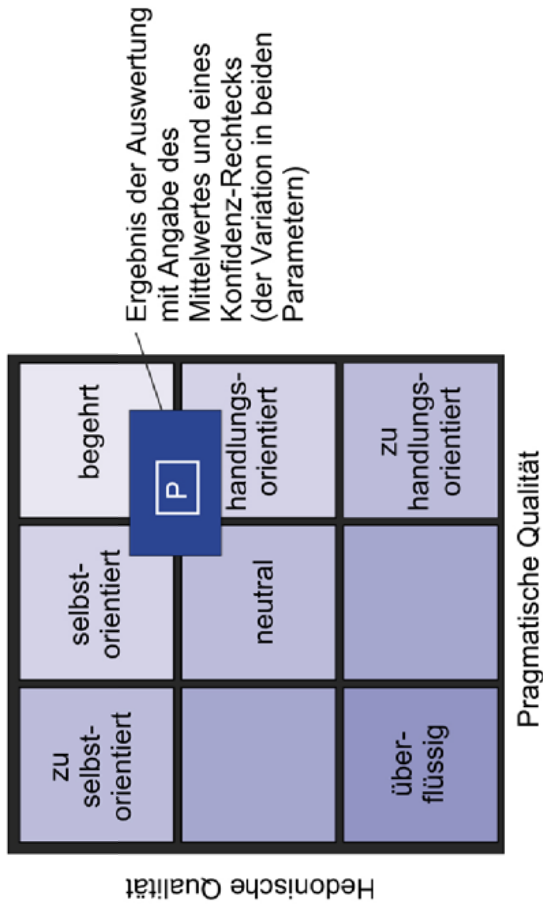 Hedonische Qualität
zu
selbst-
orientiert
selbst-
orientiert
begehrt
neutral
handlungs-
orientiert
über-
flüssig
zu
handlungs-
orientiert
P
Pragmatische Qualität
Ergebnis der Auswertung
mit Angabe des
Mittelwertes und eines
Konfidenz-Rechtecks
(der Variation in beiden
Parametern)